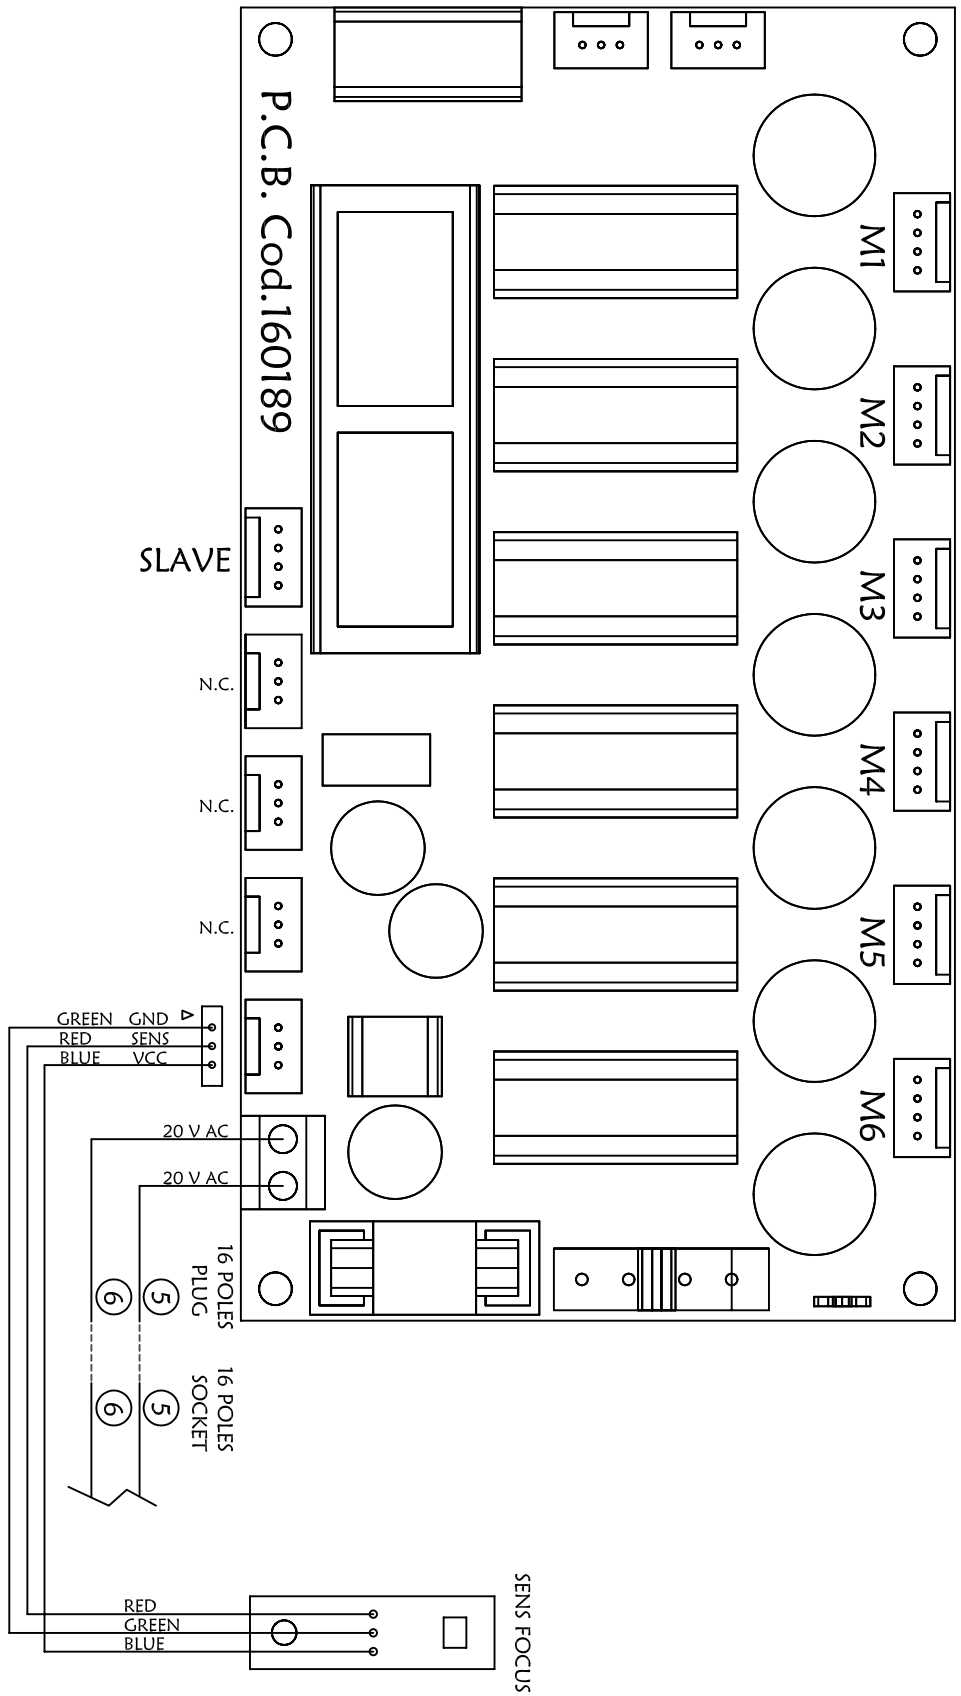 P.C.B. Cod.160189
M1
M2
M3
SLAVE
N.C.
M4
N.C.
N.C.
M5
GREEN GND
RED SENS
BLUE VCC
M6
20 V AC
20 V AC
16 POLES
PLUG
5
6
16 POLES
SOCKET
5
6
SENS FOCUS
RED
GREEN
BLUE